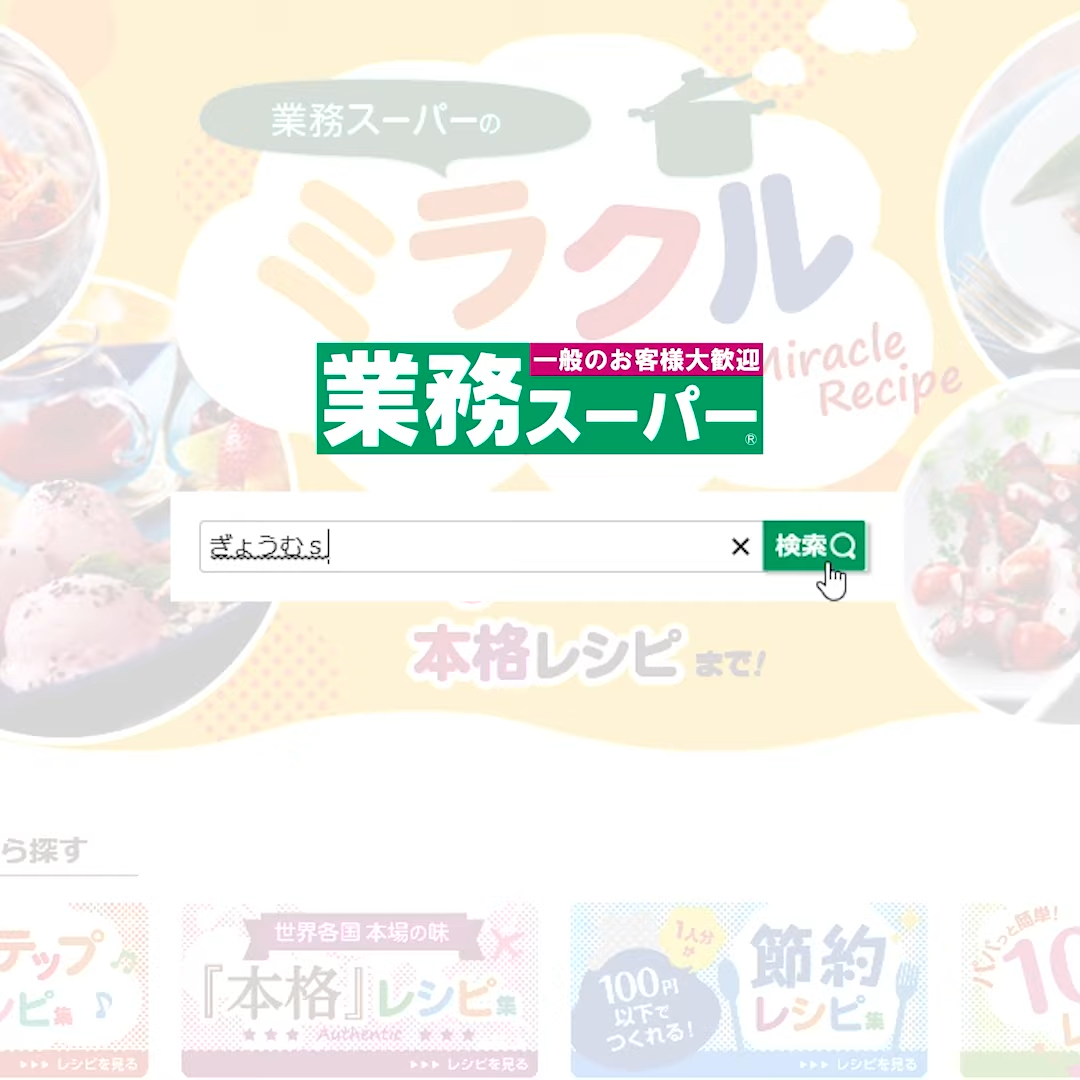 業務スーパーの
ミラクル
Miracle
Recipe
一般のお客様大歓迎
業務スーパー®
ぎょうむｓ
検索
本格レシピまで!
ら探す
テップ
シピ集
レシピを見る
世界各国 本場の味
『本格』レシピ集
Authentic
レシピを見る
1人分が
100円
以下で
つくれる!
節約
レシピ集
レシピを見る
パパっと簡単!
10